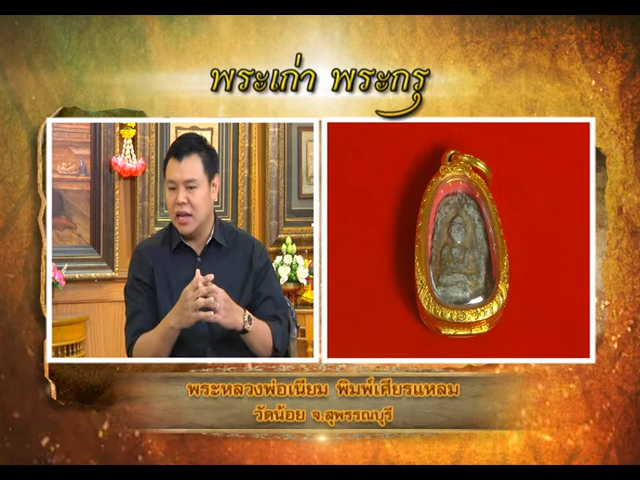 พระเก่า พระกรุ
พระหลวงพ่อเนียม พิมพ์เศียรแหลม
วัดน้อย จ.สุพรรณบุรี